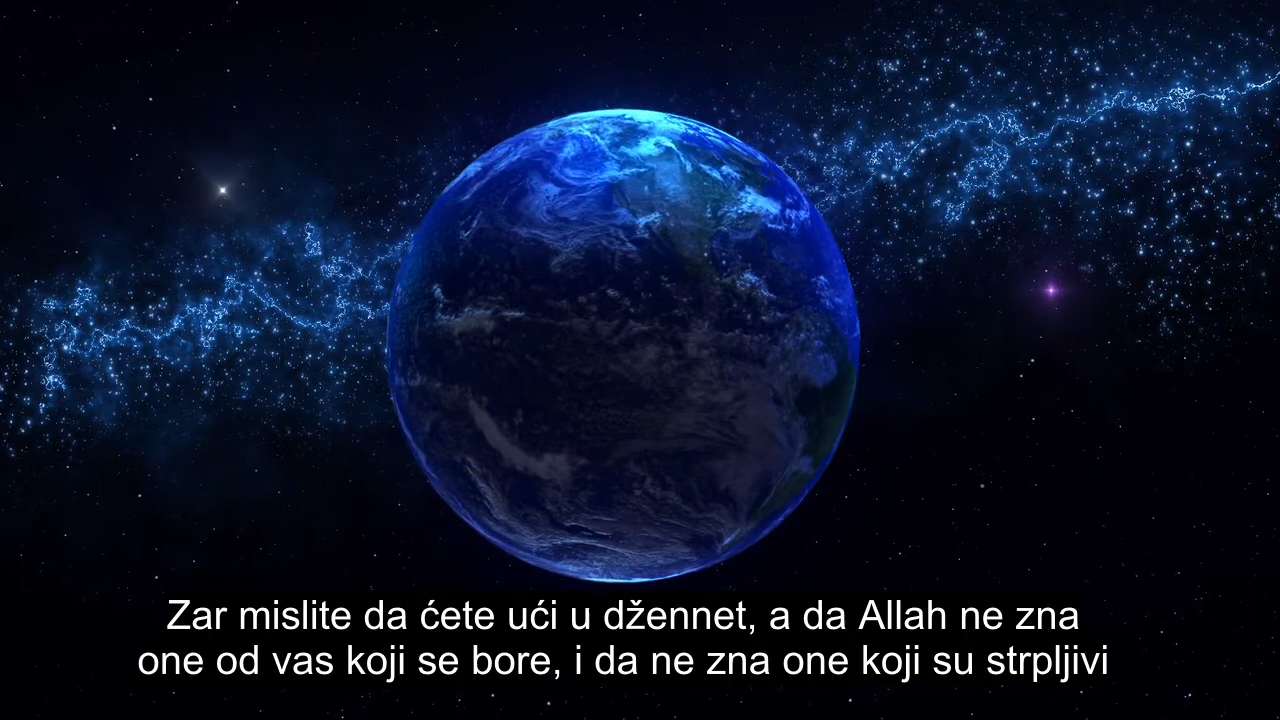 Zar mislite da ćete ući u džennet, a da Allah ne zna
one od vas koji se bore, i da ne zna one koji su strpljivi